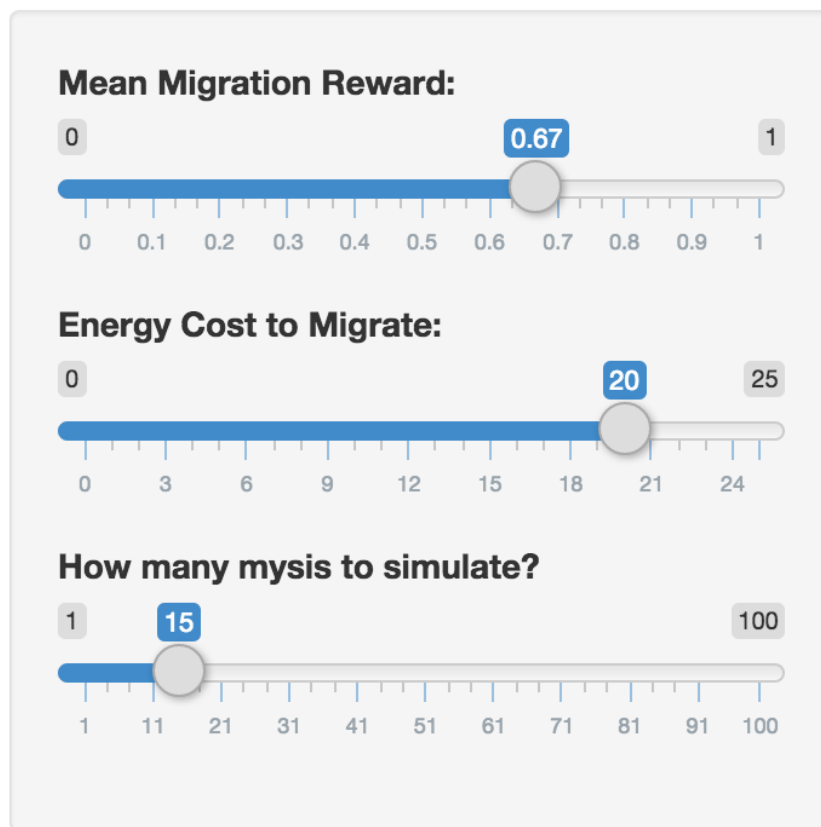 Mean Migration Reward:
0 0.67 1
0 0.1 0.2 0.3 0.4 0.5 0.6 0.7 0.8 0.9 1
Energy Cost to Migrate:
0 20 25
0 3 6 9 12 15 18 21 24
How many mysis to simulate?
1 15 100
1 11 21 31 41 51 61 71 81 91 100